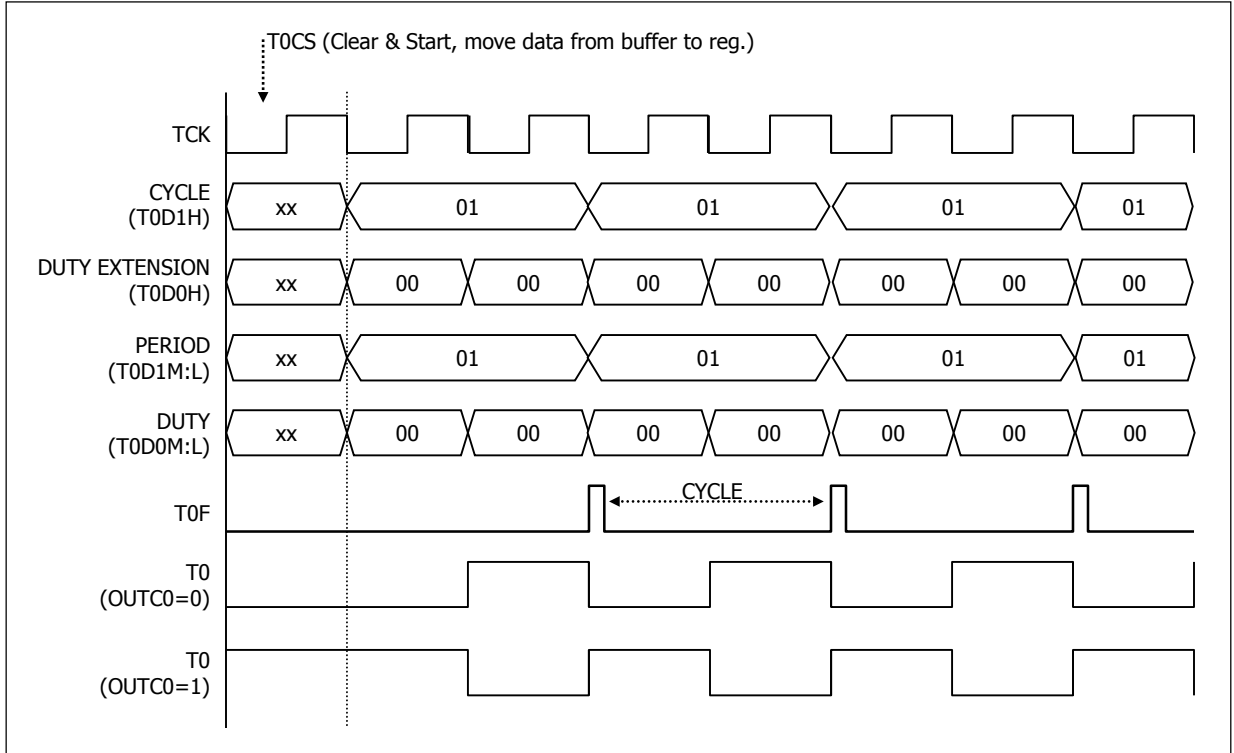 T0CS (Clear & Start, move data from buffer to reg.)
TCK
CYCLE
(T0D1H)
xx 01 01 01 01
DUTY EXTENSION
(T0D0H)
xx 00 00 00 00 00 00 00
PERIOD
(T0D1M:L)
xx 01 01 01 01
DUTY
(T0D0M:L)
xx 00 00 00 00 00 00 00
T0F
CYCLE
T0
(OUTC0=0)
T0
(OUTC0=1)